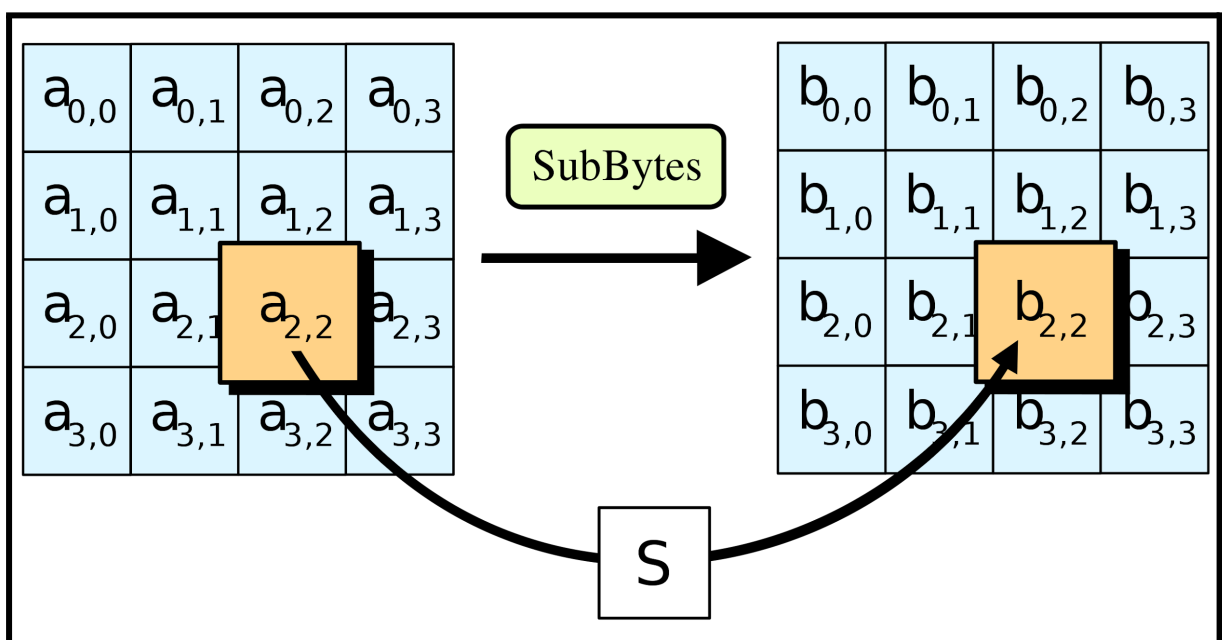 a0,0 a0,1 a0,2 a0,3 b0,0 b0,1 b0,2 b0,3
SubBytes
a1,0 a1,1 a1,2 a1,3 b1,0 b1,1 b1,2 b1,3
a2,0 a2,1 a2,2 a2,3 b2,0 b2,1 b2,2 b2,3
a3,0 a3,1 a3,2 a3,3 b3,0 b3,1 b3,2 b3,3
S